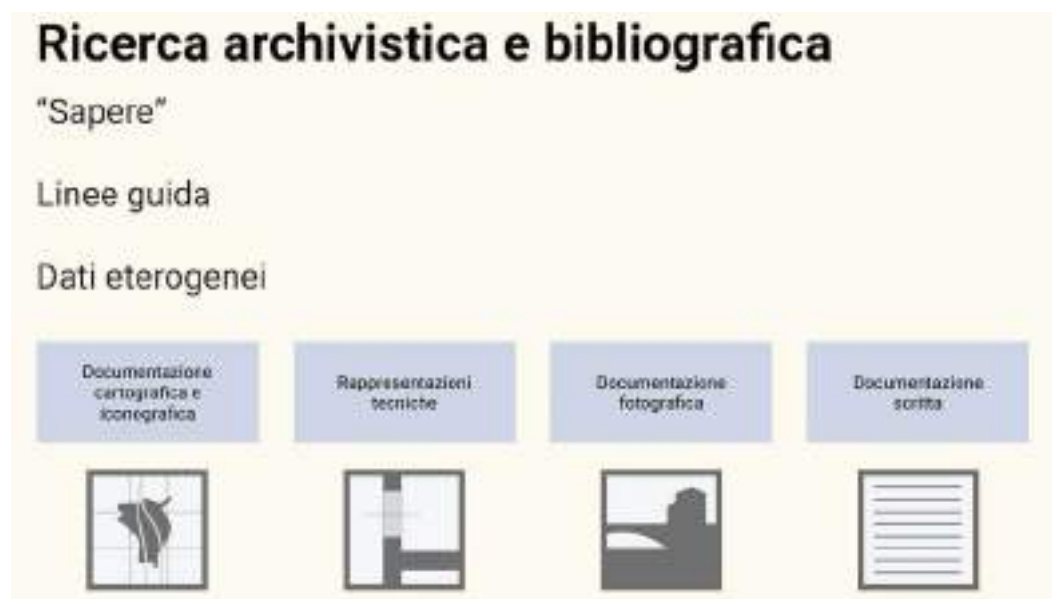 Ricerca archivistica e bibliografica
“Sapere”
Linee guida
Dati eterogenei
Documentazione
cartografica e
iconografica
Rappresentazioni
tecniche
Documentazione
fotografica
Documentazione
scritta